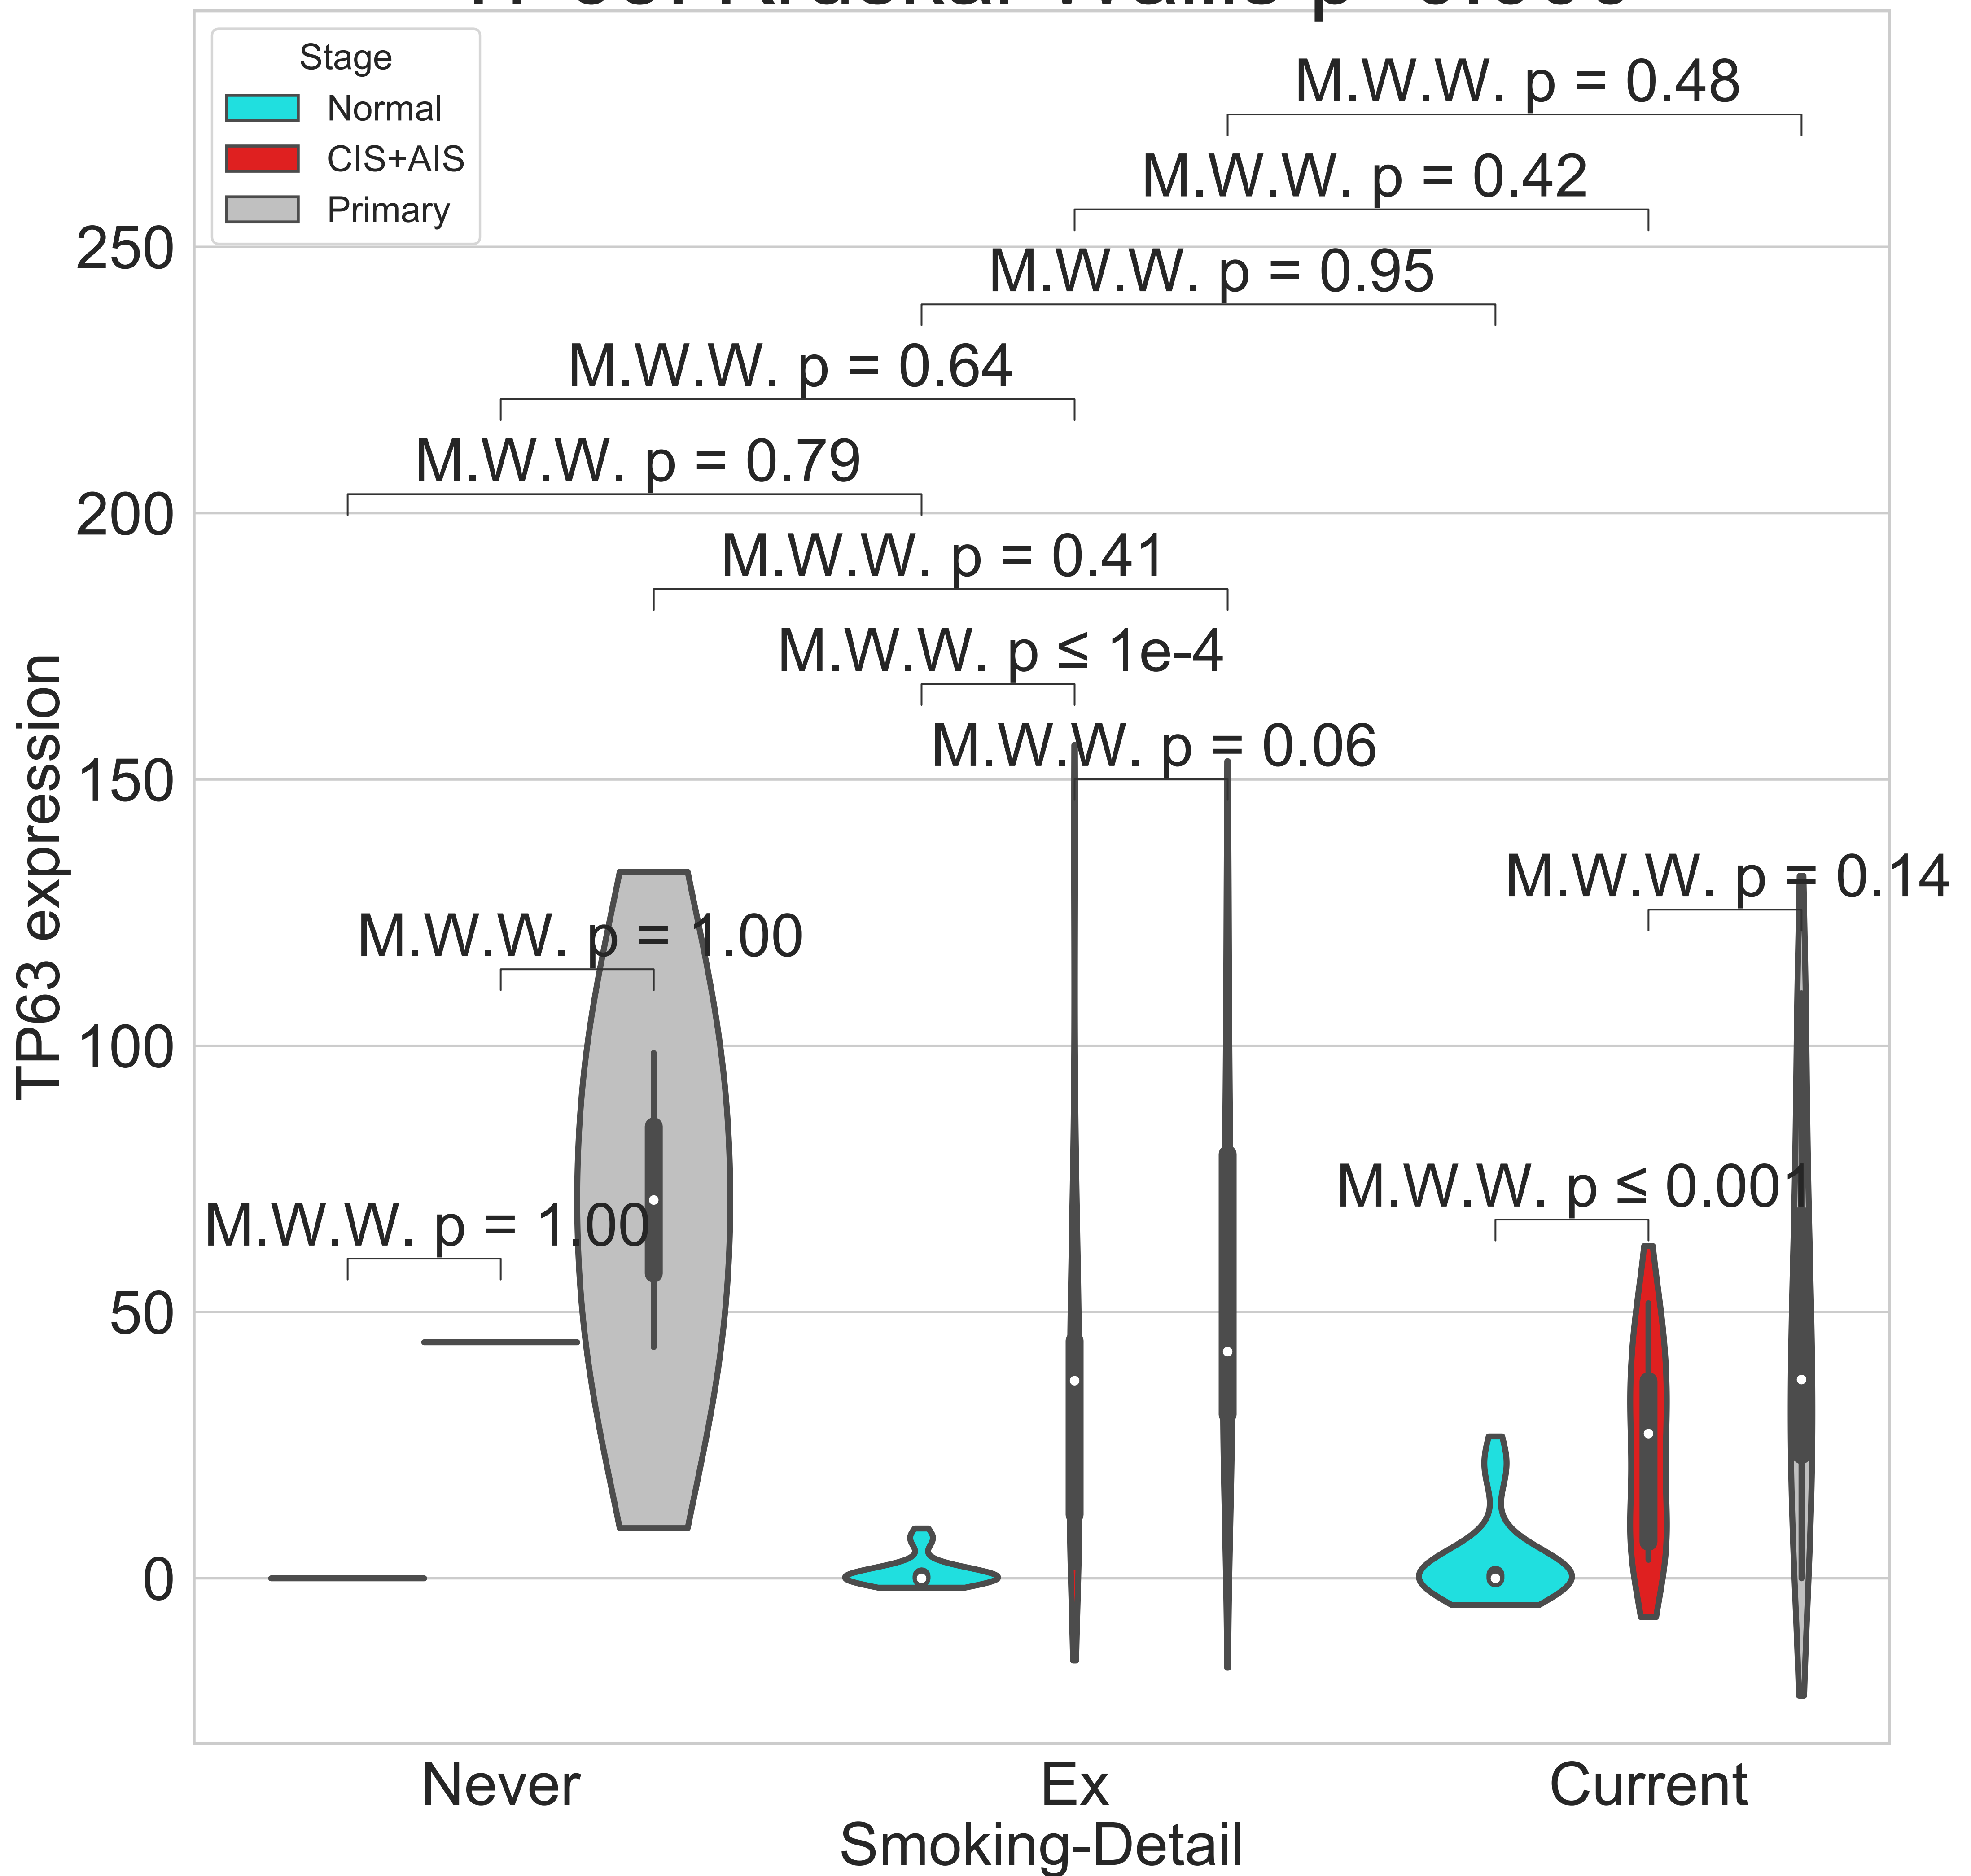 Stage
Normal
CIS+AIS
Primary
M.W.W. p = 0.48
M.W.W. p = 0.42
M.W.W. p = 0.95
M.W.W. p = 0.64
M.W.W. p = 0.79
M.W.W. p = 0.41
M.W.W. p ≤ 1e-4
M.W.W. p = 0.06
M.W.W. p = 0.14
M.W.W. p = 1.00
M.W.W. p ≤ 0.001
M.W.W. p = 1.00
250
200
150
100
50
0
TP63 expression
Never
Ex
Current
Smoking-Detail